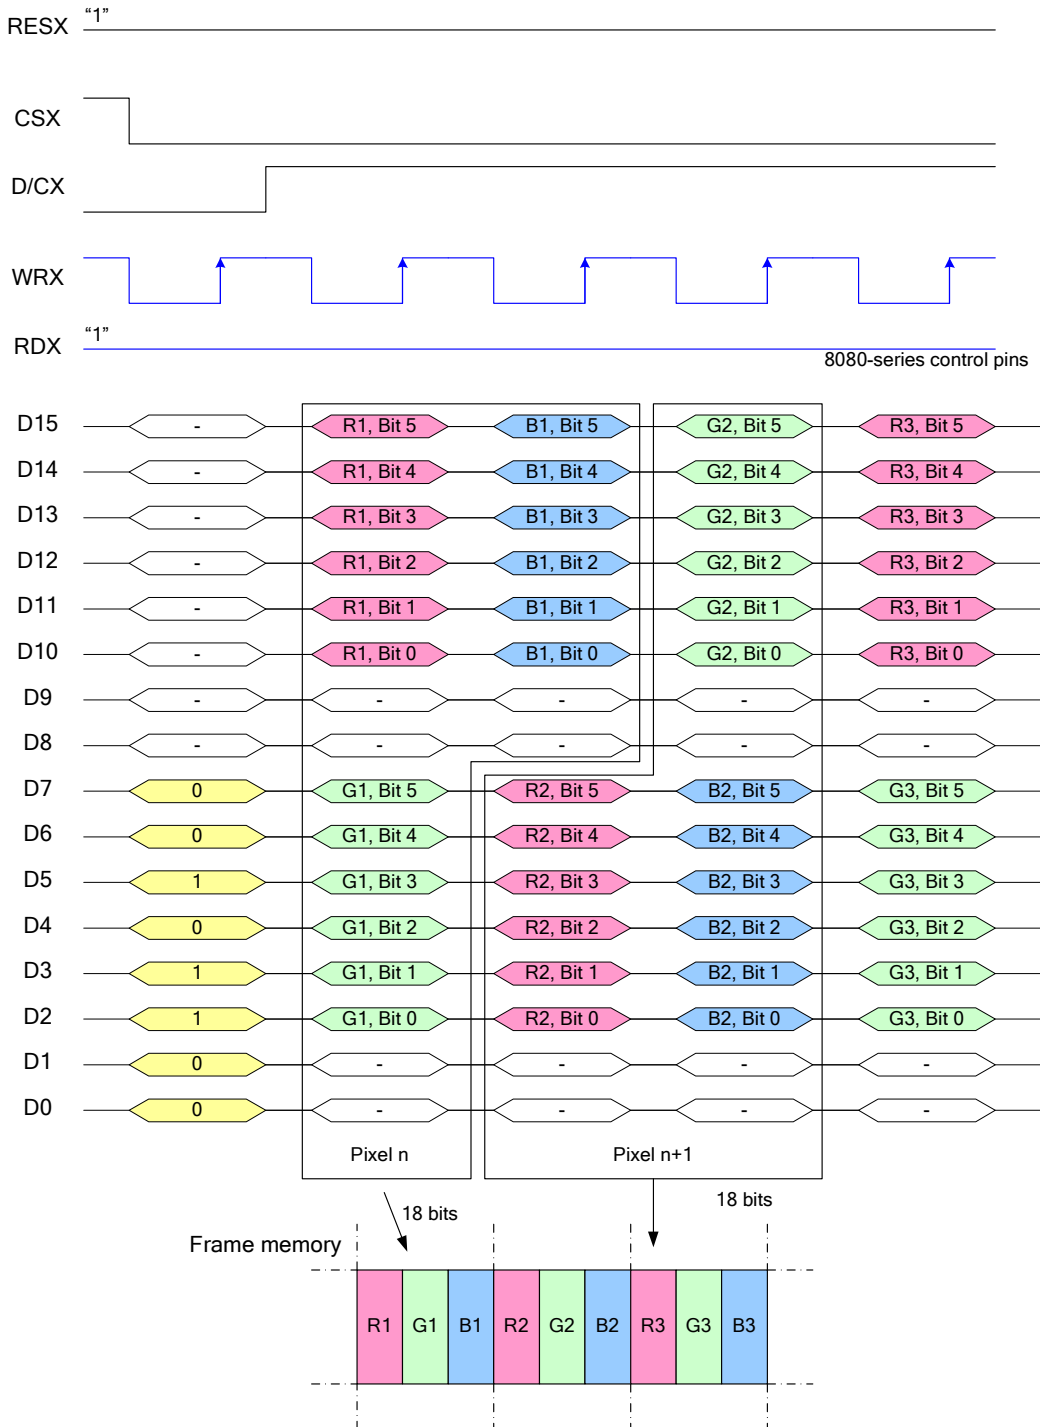 RESX “1”
CSX
D/CX
WRX
RDX “1”
8080-series control pins
D15 - R1, Bit 5 B1, Bit 5 G2, Bit 5 R3, Bit 5
D14 - R1, Bit 4 B1, Bit 4 G2, Bit 4 R3, Bit 4
D13 - R1, Bit 3 B1, Bit 3 G2, Bit 3 R3, Bit 3
D12 - R1, Bit 2 B1, Bit 2 G2, Bit 2 R3, Bit 2
D11 - R1, Bit 1 B1, Bit 1 G2, Bit 1 R3, Bit 1
D10 - R1, Bit 0 B1, Bit 0 G2, Bit 0 R3, Bit 0
D9 - - - - -
D8 - - - - -
D7 0 G1, Bit 5 R2, Bit 5 B2, Bit 5 G3, Bit 5
D6 0 G1, Bit 4 R2, Bit 4 B2, Bit 4 G3, Bit 4
D5 1 G1, Bit 3 R2, Bit 3 B2, Bit 3 G3, Bit 3
D4 0 G1, Bit 2 R2, Bit 2 B2, Bit 2 G3, Bit 2
D3 1 G1, Bit 1 R2, Bit 1 B2, Bit 1 G3, Bit 1
D2 1 G1, Bit 0 R2, Bit 0 B2, Bit 0 G3, Bit 0
D1 0 - - - -
D0 0 - - - -
Pixel n Pixel n+1
18 bits 18 bits
Frame memory
R1 G1 B1 R2 G2 B2 R3 G3 B3